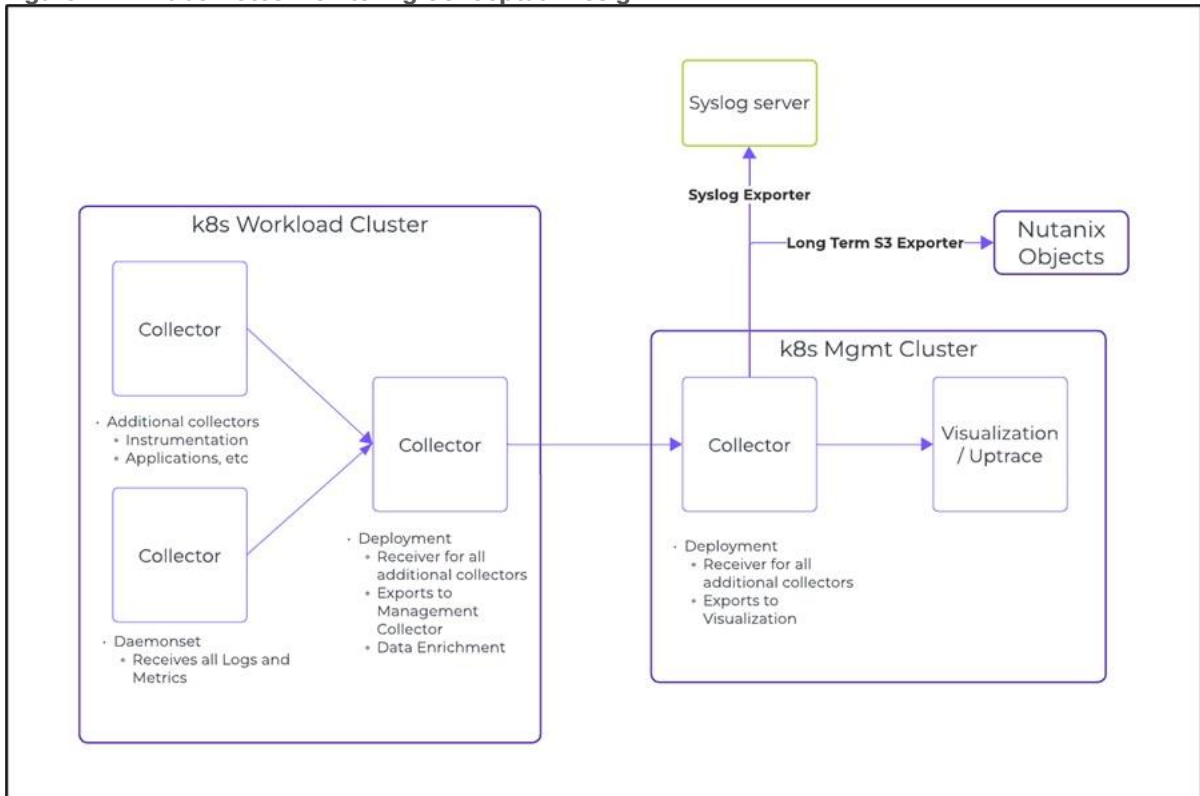 Syslog server
Syslog Exporter
Long Term S3 Exporter
Nutanix
Objects
k8s Workload Cluster
Collector
· Additional collectors
• Instrumentation
• Applications, etc
Collector
· Daemonset
• Receives all Logs and
Metrics
Collector
· Deployment
• Receiver for all
additional collectors
• Exports to
Management
Collector
• Data Enrichment
k8s Mgmt Cluster
Collector
· Deployment
• Receiver for all
additional collectors
• Exports to
Visualization
Visualization
/ Uptrace